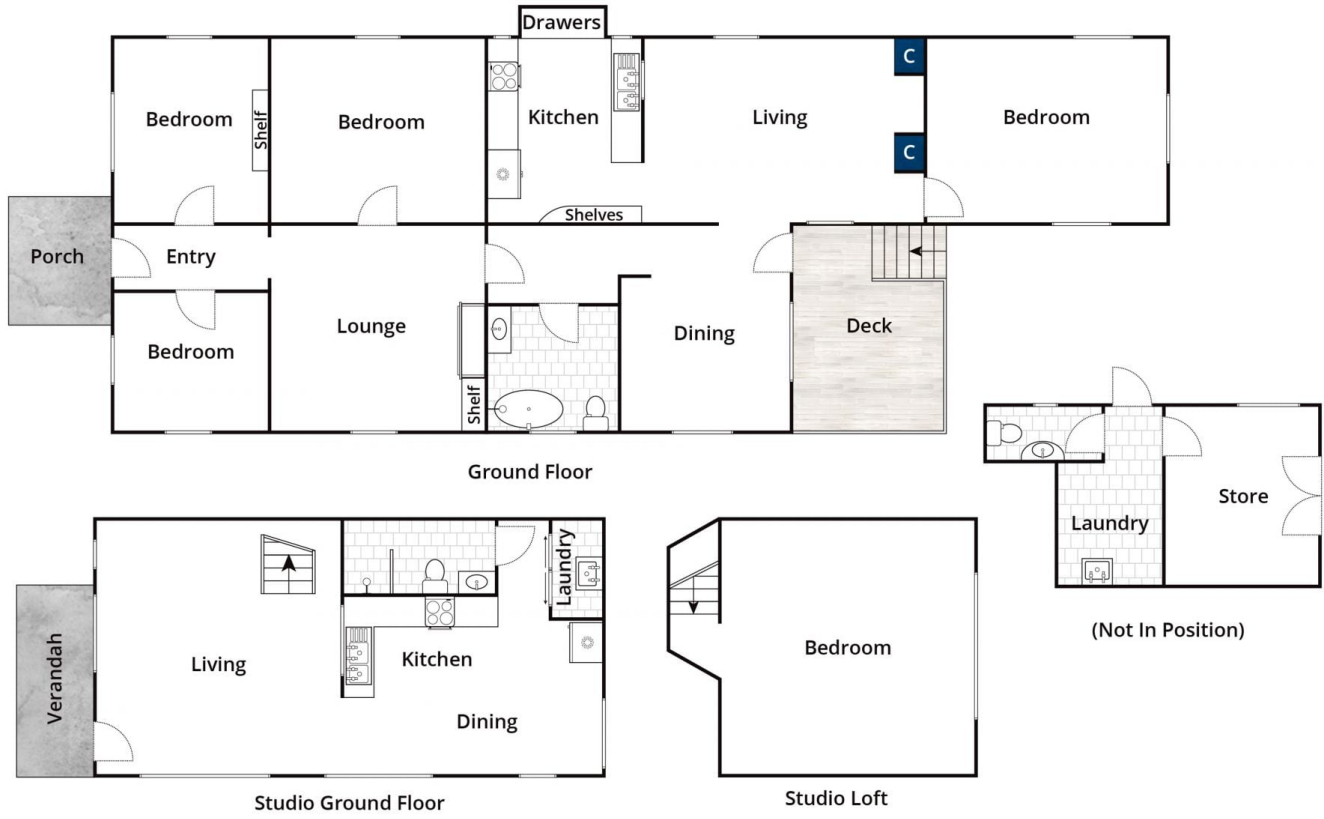 Drawers
C
Bedroom
Shelf
Bedroom
Kitchen
Living
Bedroom
C
Shelves
Porch
Entry
Lounge
Dining
Deck
Bedroom
Shelf
Ground Floor
Store
Laundry
(Not In Position)
Laundry
Verandah
Living
Kitchen
Dining
Studio Ground Floor
Bedroom
Studio Loft